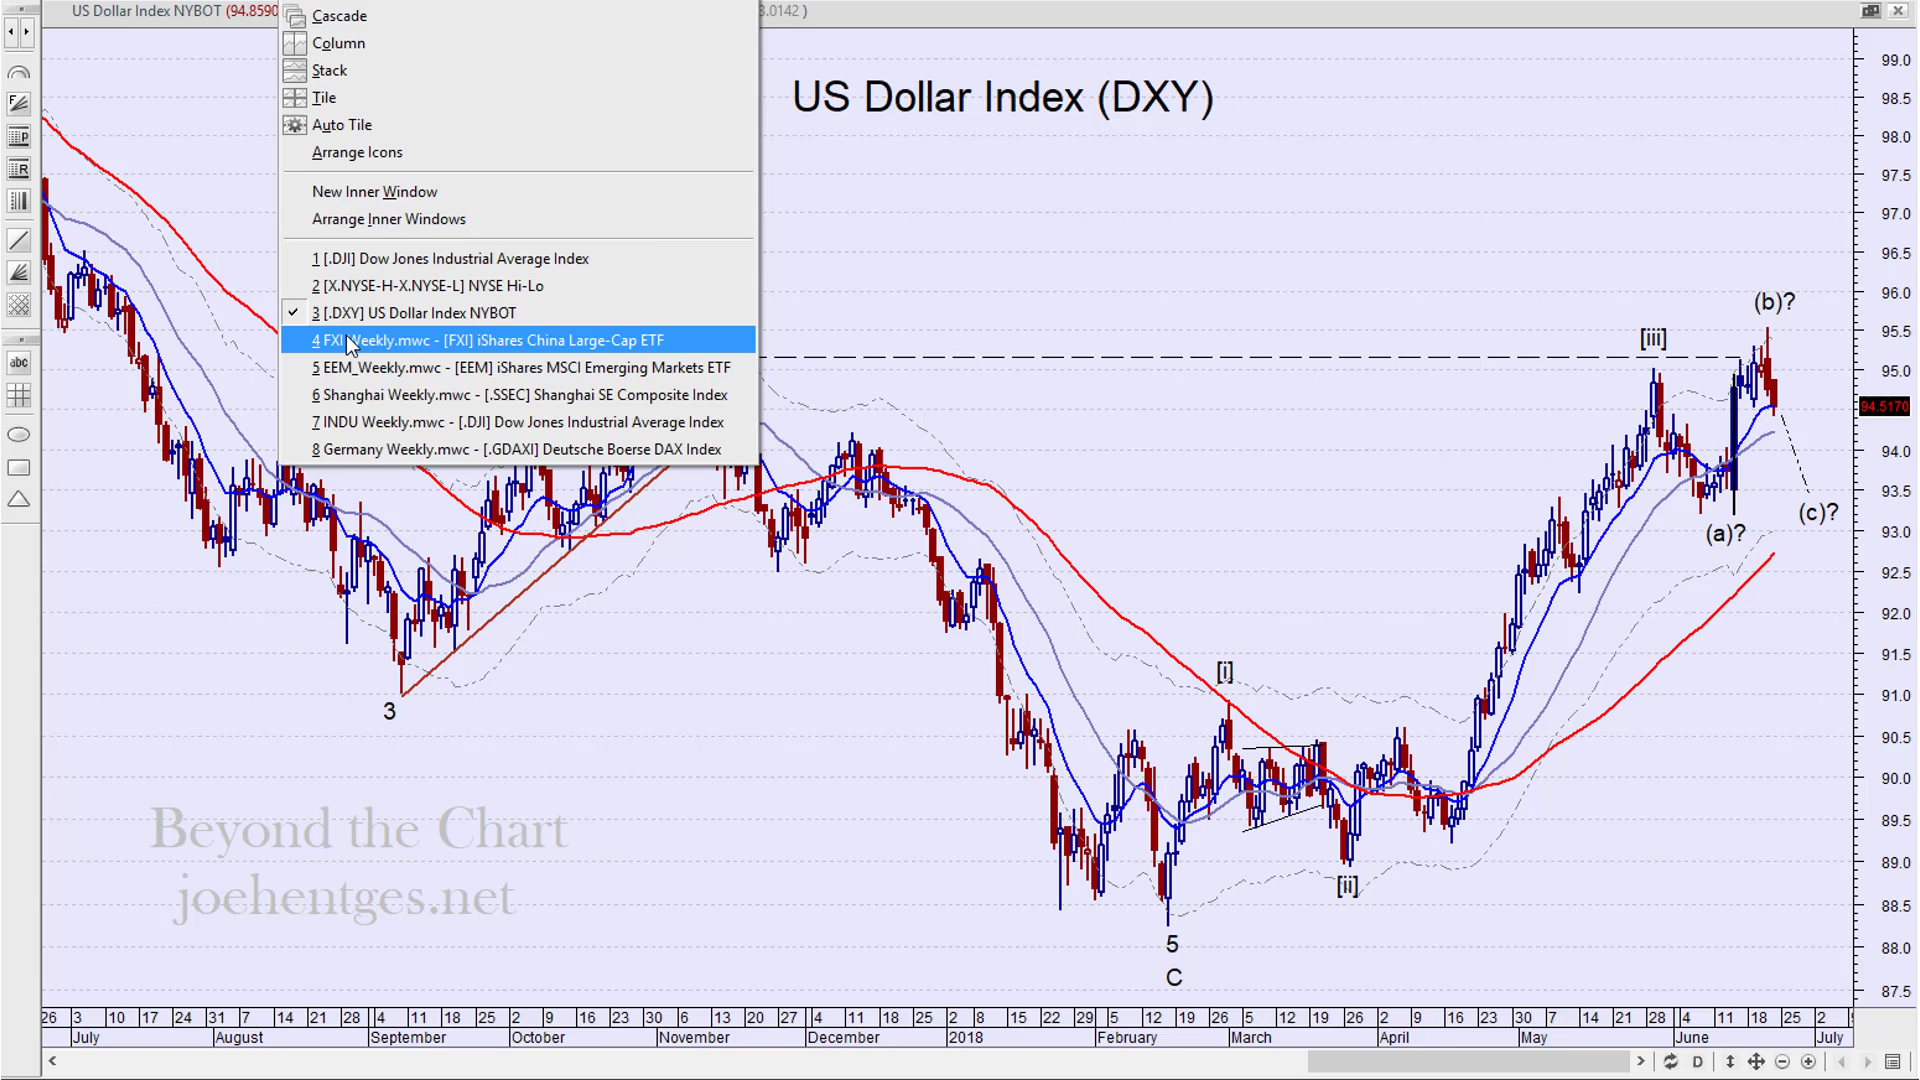 US Dollar Index NYBOT (94.8590
.0142 )
Cascade
Column
Stack
Tile
Auto Tile
Arrange Icons
New Inner Window
Arrange Inner Windows
1 [.DJI] Dow Jones Industrial Average Index
2 [X.NYSE-H-X.NYSE-L] NYSE Hi-Lo
3 [.DXY] US Dollar Index NYBOT
4 FXI Weekly.mwc - [FXI] iShares China Large-Cap ETF
5 EEM_Weekly.mwc - [EEM] iShares MSCI Emerging Markets ETF
6 Shanghai Weekly.mwc - [.SSEC] Shanghai SE Composite Index
7 INDU Weekly.mwc - [.DJI] Dow Jones Industrial Average Index
8 Germany Weekly.mwc - [.GDAXI] Deutsche Boerse DAX Index
US Dollar Index (DXY)
F
P
R
abc
99.0
98.5
98.0
97.5
97.0
96.5
96.0
95.5
95.0
94.5170
94.0
93.5
93.0
92.5
92.0
91.5
91.0
90.5
90.0
89.5
89.0
88.5
88.0
87.5
(b)?
[iii]
(c)?
(a)?
[i]
3
[ii]
5
C
Beyond the Chart
joehentges.net
26 3 10 17 24 31 7 14 21 28 4 11 18 25 2 9 16 23 30 6 13 20 27 4 11 18 25 2 8 15 22 29 5 12 19 26 5 12 19 26 2 9 16 23 30 7 14 21 28 4 11 18 25 2
July August September October November December 2018 February March April May June July
D